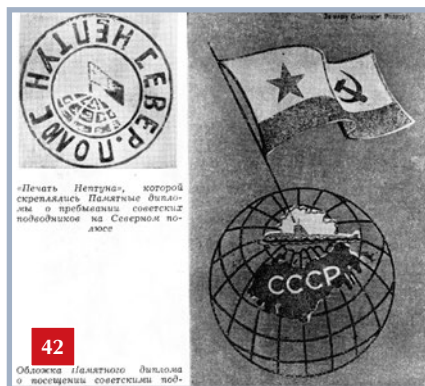 НЕПТУН СЕВЕР.ПОЛЮС
«Печать Нептуна», которой
скреплялись Памятные дипло-
мы о пребывании советских
подводников на Северном по-
люсе
СССР
42
Обложка Памятного диплома
о посещении советскими под-